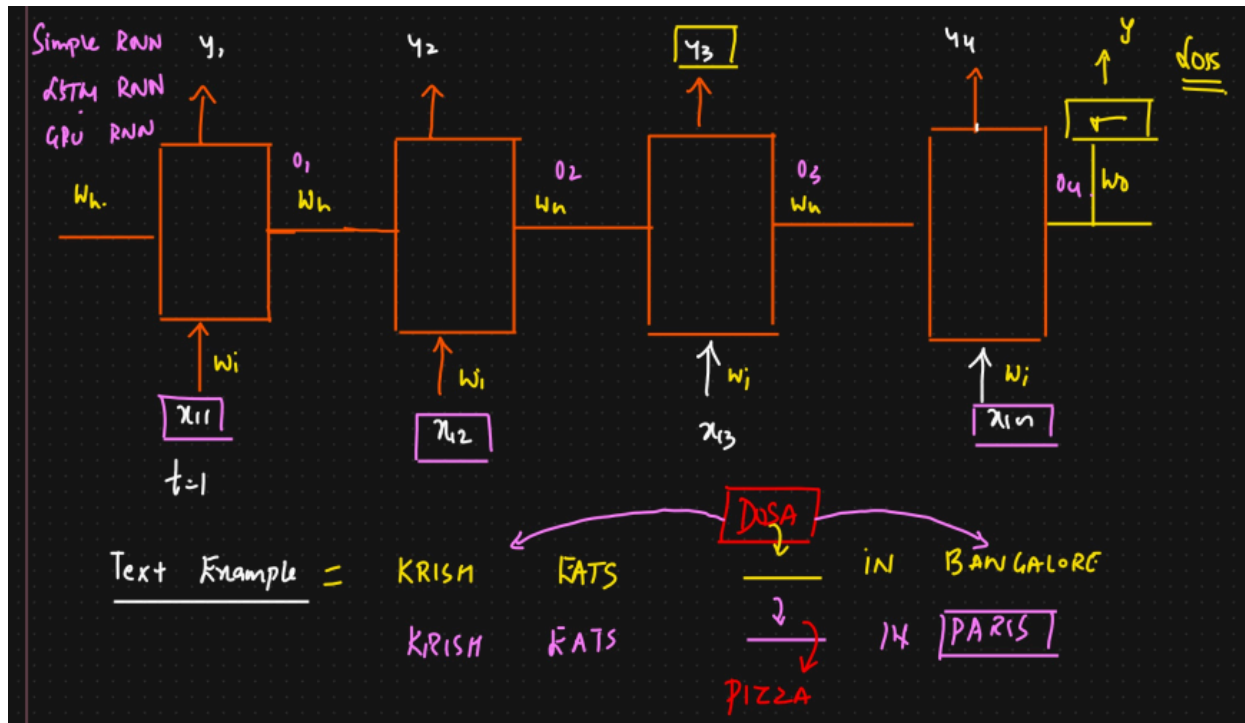 Simple RNN y1 y2 y3 y4 y Loss
LSTM RNN
GRU RNN
O1 O2 O3 O4 Wo
Wh. Wh Wh Wh
Wi Wi Wi Wi
x11 x12 x13 x1n
t=1
DOSA
Text Example = KRISH EATS IN BANGALORE
KRISH EATS IN PARIS
PIZZA